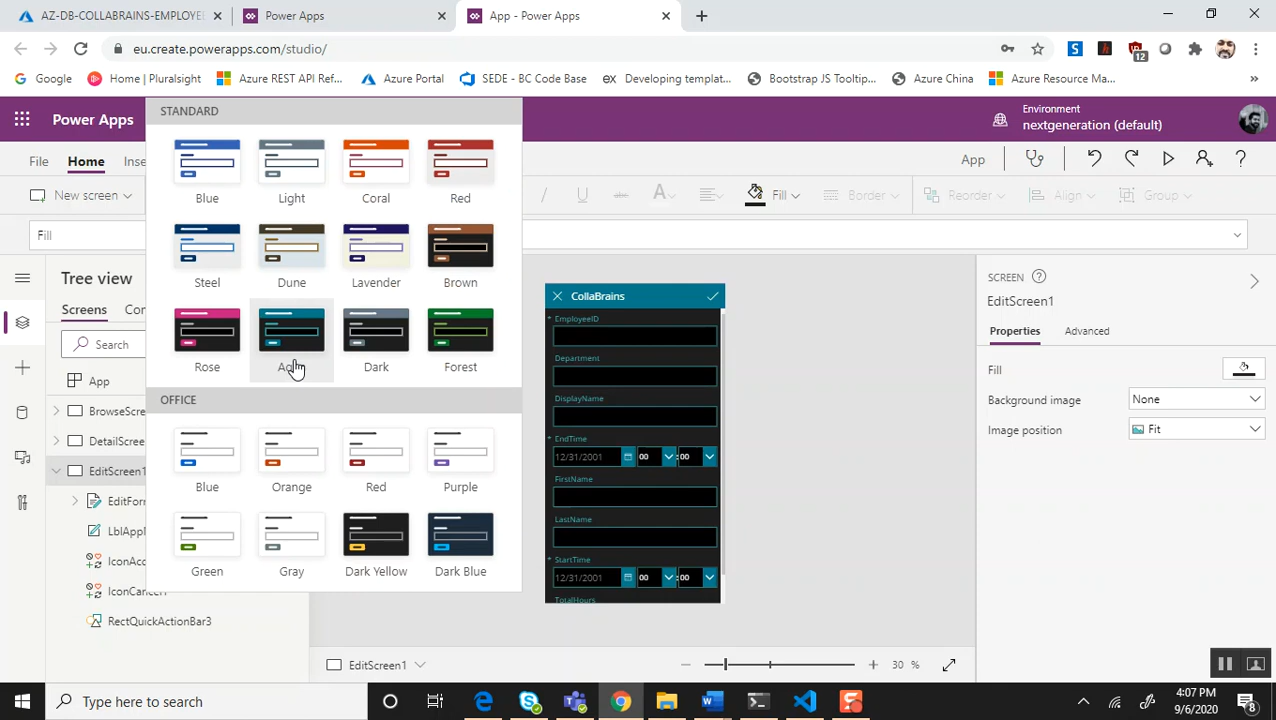 AZ-DB-COLLABRAINS-EMPLOYEE
Power Apps
App - Power Apps
eu.create.powerapps.com/studio/
12
Google
Home | Pluralsight
Azure REST API Ref...
Azure Portal
SEDE - BC Code Base
Developing templat...
Bootstrap JS Tooltip...
Azure China
Azure Resource Ma...
Power Apps
Environment
nextgeneration (default)
File
Home
App
New screen
Fill
Border
Reorder
Align
Group
Fill
STANDARD
Blue
Light
Coral
Red
Steel
Dune
Lavender
Brown
Rose
Dark
Forest
OFFICE
Blue
Orange
Red
Purple
Green
Gray
Dark Yellow
Dark Blue
Tree view
Screens
Search
App
EditScreen1
RectQuickActionBar3
CollaBrains
* EmployeeID
Department
DisplayName
* EndTime
12/31/2001 00 : 00
FirstName
LastName
* StartTime
12/31/2001 00 : 00
TotalHours
EditScreen1
30 %
SCREEN
EditScreen1
Properties
Advanced
Fill
Background image
None
Image position
Fit
Type here to search
4:07 PM
9/6/2020
8